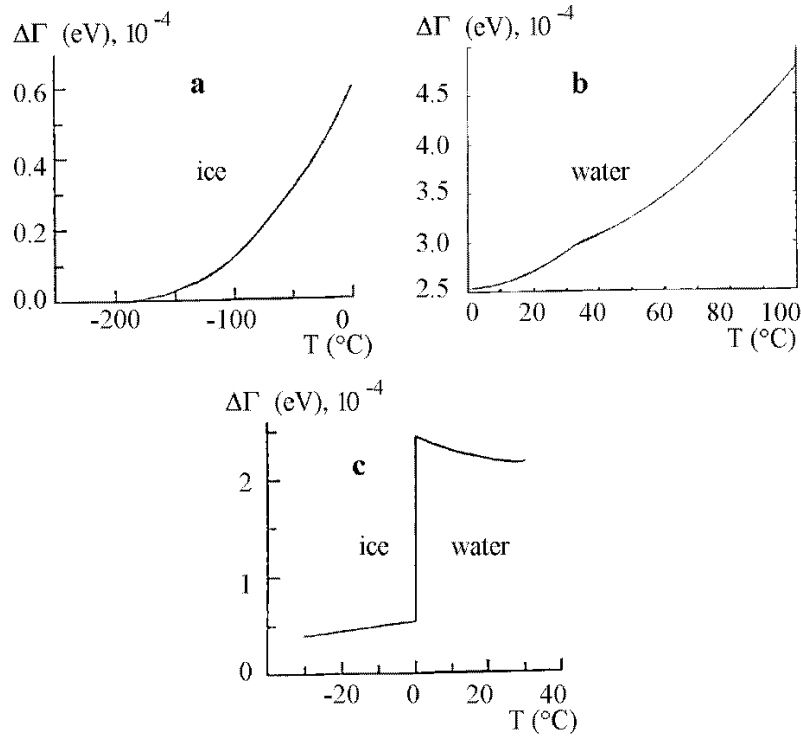 ΔΓ (eV), 10⁻⁴
a
0.6
0.4
ice
0.2
0.0
-200 -100 0
T (°C)
ΔΓ (eV), 10⁻⁴
b
4.5
4.0
water
3.5
3.0
2.5
0 20 40 60 80 100
T (°C)
ΔΓ (eV), 10⁻⁴
c
2
ice water
1
0
-20 0 20 40
T (°C)